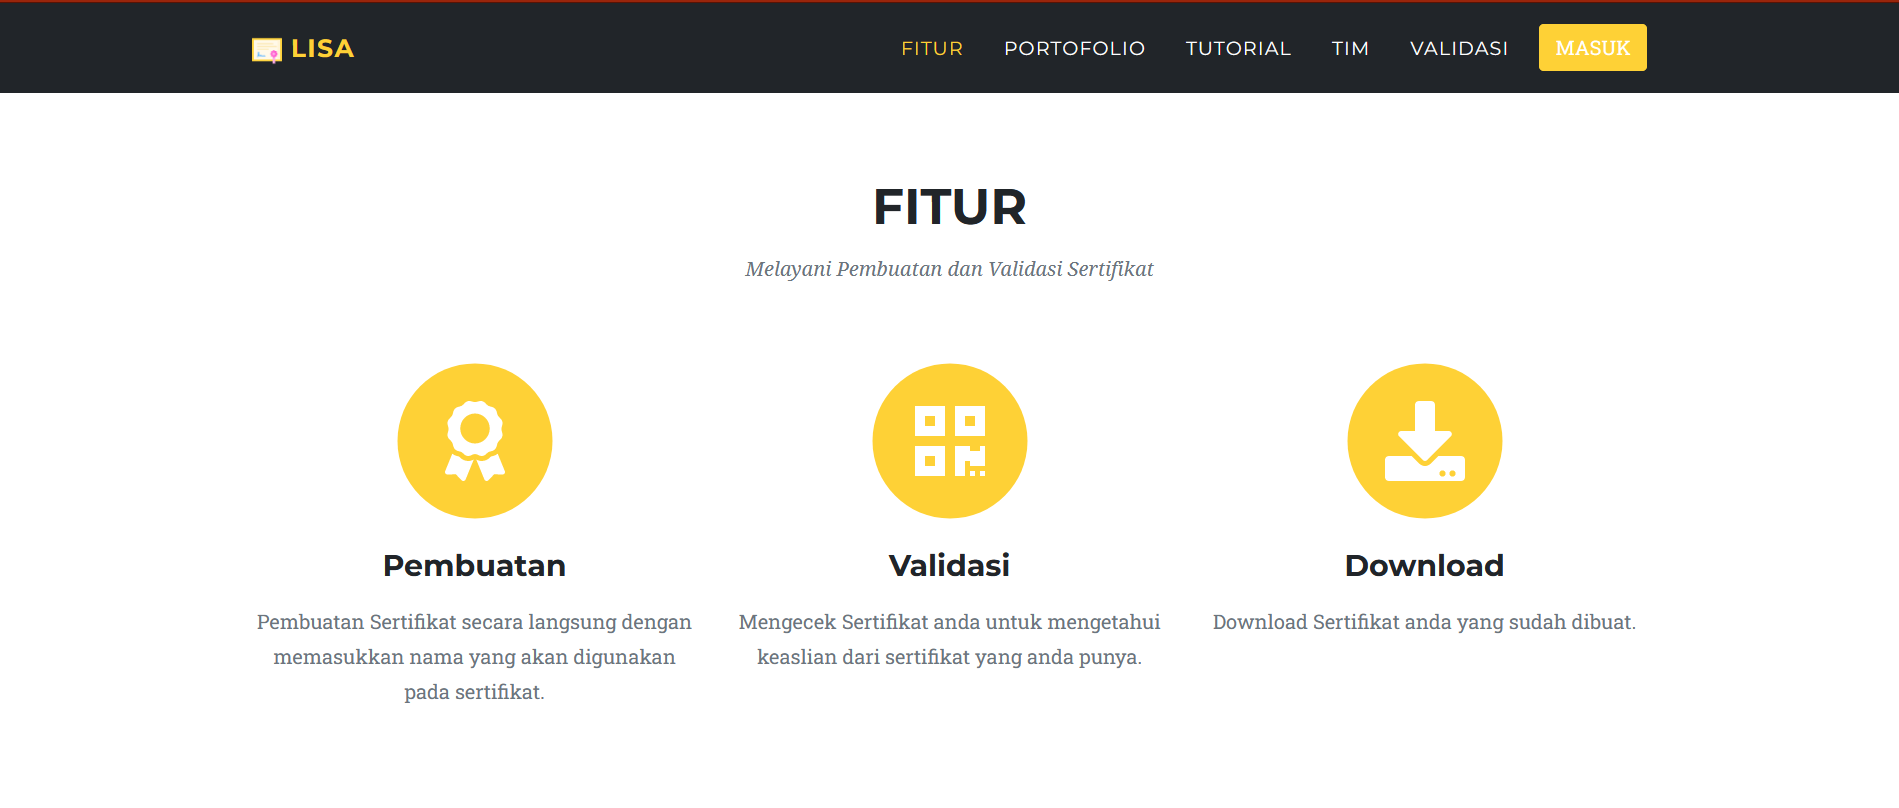 LISA
FITUR
PORTOFOLIO
TUTORIAL
TIM
VALIDASI
MASUK
FITUR
Melayani Pembuatan dan Validasi Sertifikat
Pembuatan
Pembuatan Sertifikat secara langsung dengan
memasukkan nama yang akan digunakan
pada sertifikat.
Validasi
Mengecek Sertifikat anda untuk mengetahui
keaslian dari sertifikat yang anda punya.
Download
Download Sertifikat anda yang sudah dibuat.